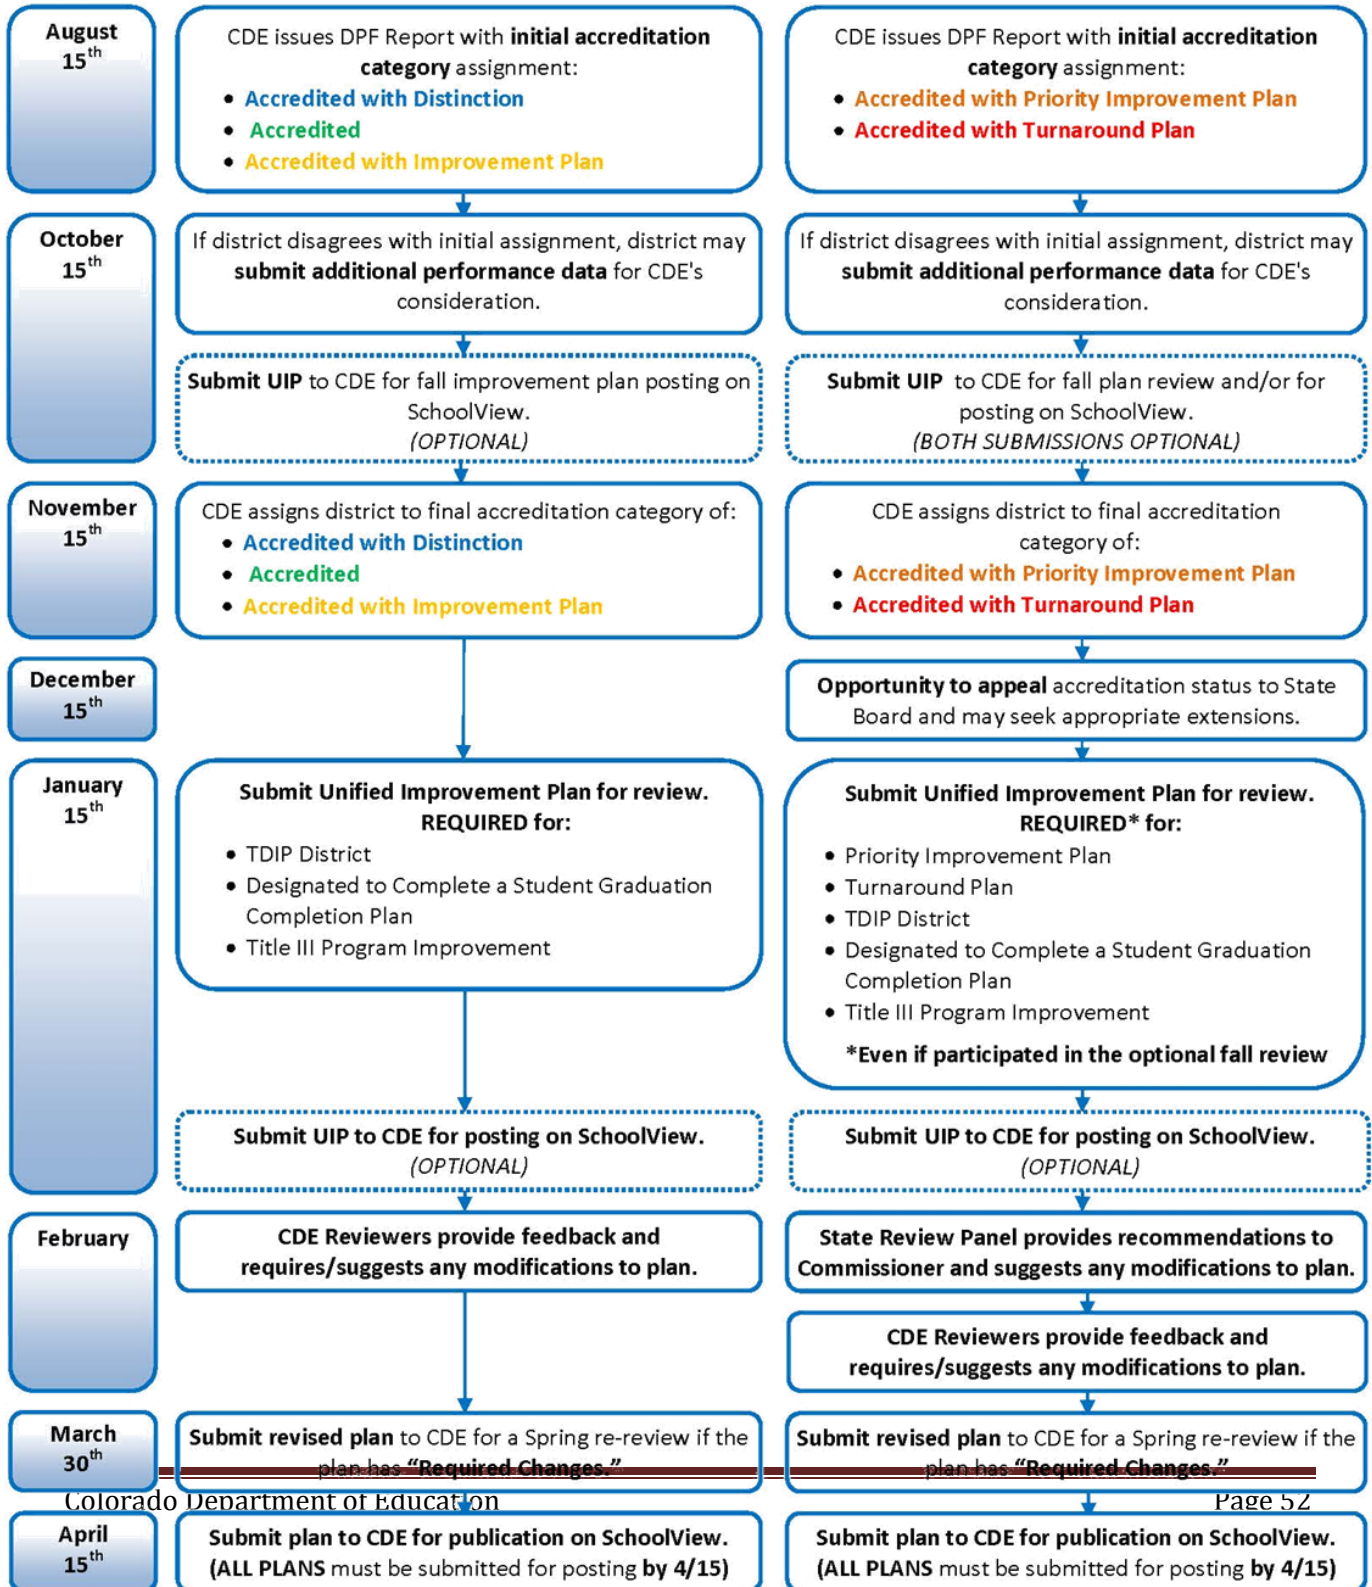 August
15th
CDE issues DPF Report with initial accreditation
category assignment:
• Accredited with Distinction
• Accredited
• Accredited with Improvement Plan
CDE issues DPF Report with initial accreditation
category assignment:
• Accredited with Priority Improvement Plan
• Accredited with Turnaround Plan
October
15th
If district disagrees with initial assignment, district may
submit additional performance data for CDE's
consideration.
If district disagrees with initial assignment, district may
submit additional performance data for CDE's
consideration.
Submit UIP to CDE for fall improvement plan posting on
SchoolView.
(OPTIONAL)
Submit UIP to CDE for fall plan review and/or for
posting on SchoolView.
(BOTH SUBMISSIONS OPTIONAL)
November
15th
CDE assigns district to final accreditation category of:
• Accredited with Distinction
• Accredited
• Accredited with Improvement Plan
CDE assigns district to final accreditation
category of:
• Accredited with Priority Improvement Plan
• Accredited with Turnaround Plan
December
15th
Opportunity to appeal accreditation status to State
Board and may seek appropriate extensions.
January
15th
Submit Unified Improvement Plan for review.
REQUIRED for:
• TDIP District
• Designated to Complete a Student Graduation
Completion Plan
• Title III Program Improvement
Submit Unified Improvement Plan for review.
REQUIRED* for:
• Priority Improvement Plan
• Turnaround Plan
• TDIP District
• Designated to Complete a Student Graduation
Completion Plan
• Title III Program Improvement
*Even if participated in the optional fall review
Submit UIP to CDE for posting on SchoolView.
(OPTIONAL)
Submit UIP to CDE for posting on SchoolView.
(OPTIONAL)
February
CDE Reviewers provide feedback and
requires/suggests any modifications to plan.
State Review Panel provides recommendations to
Commissioner and suggests any modifications to plan.
CDE Reviewers provide feedback and
requires/suggests any modifications to plan.
March
30th
Submit revised plan to CDE for a Spring re-review if the
plan has “Required Changes.”
Submit revised plan to CDE for a Spring re-review if the
plan has “Required Changes.”
Colorado Department of Education
Page 52
April
15th
Submit plan to CDE for publication on SchoolView.
(ALL PLANS must be submitted for posting by 4/15)
Submit plan to CDE for publication on SchoolView.
(ALL PLANS must be submitted for posting by 4/15)